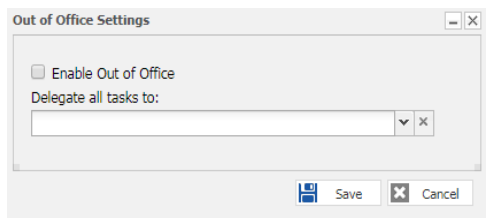 Out of Office Settings
Enable Out of Office
Delegate all tasks to:
Save Cancel